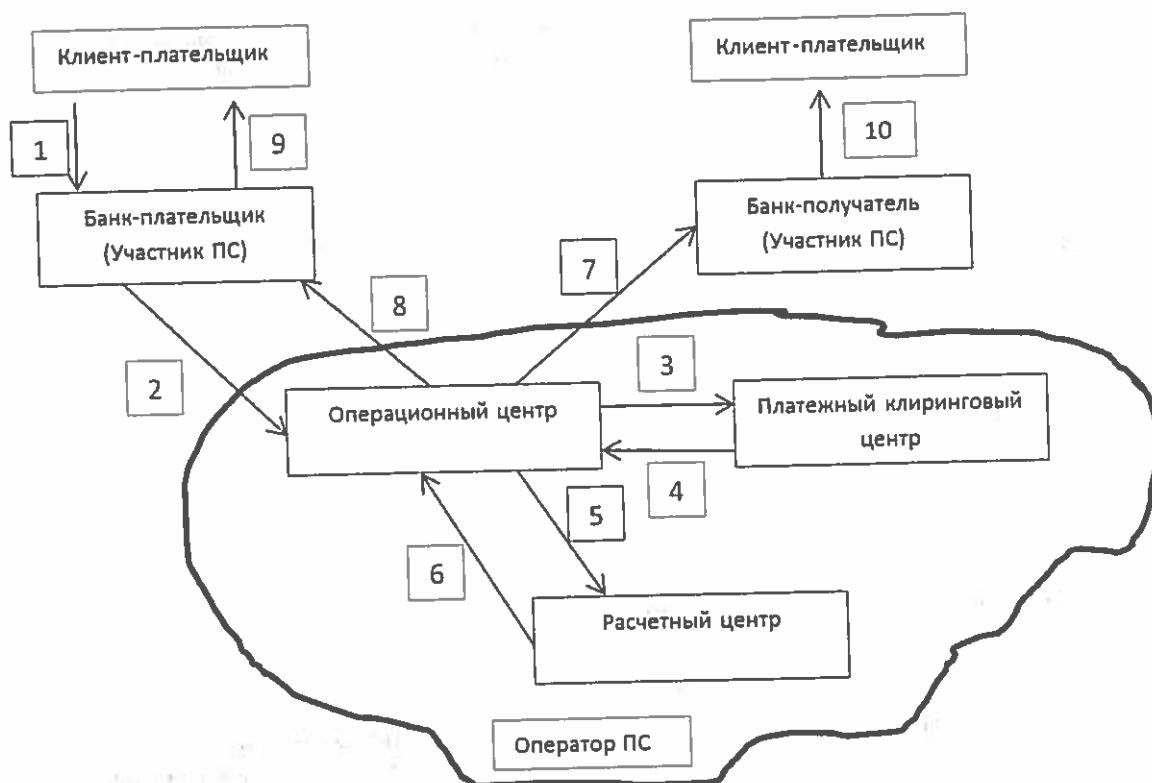 Клиент-плательщик
Клиент-плательщик
1
9
10
Банк-плательщик
(Участник ПС)
Банк-получатель
(Участник ПС)
8
7
2
3
Операционный центр
Платежный клиринговый
центр
4
5
6
Расчетный центр
Оператор ПС